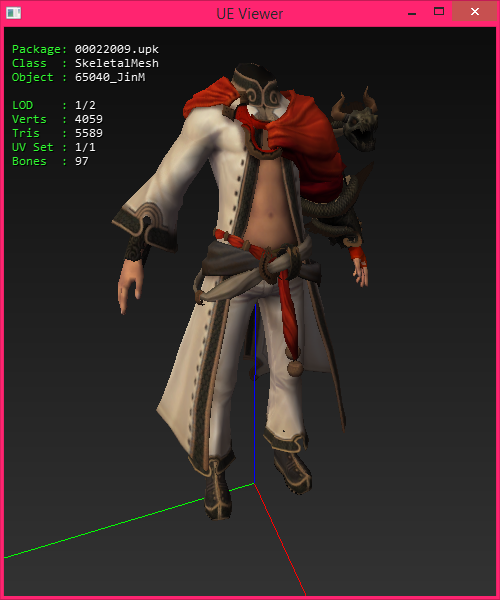 UE Viewer
Package: 00022009.upk
Class  : SkeletalMesh
Object : 65040_JinM
LOD    : 1/2
Verts  : 4059
Tris   : 5589
UV Set : 1/1
Bones  : 97